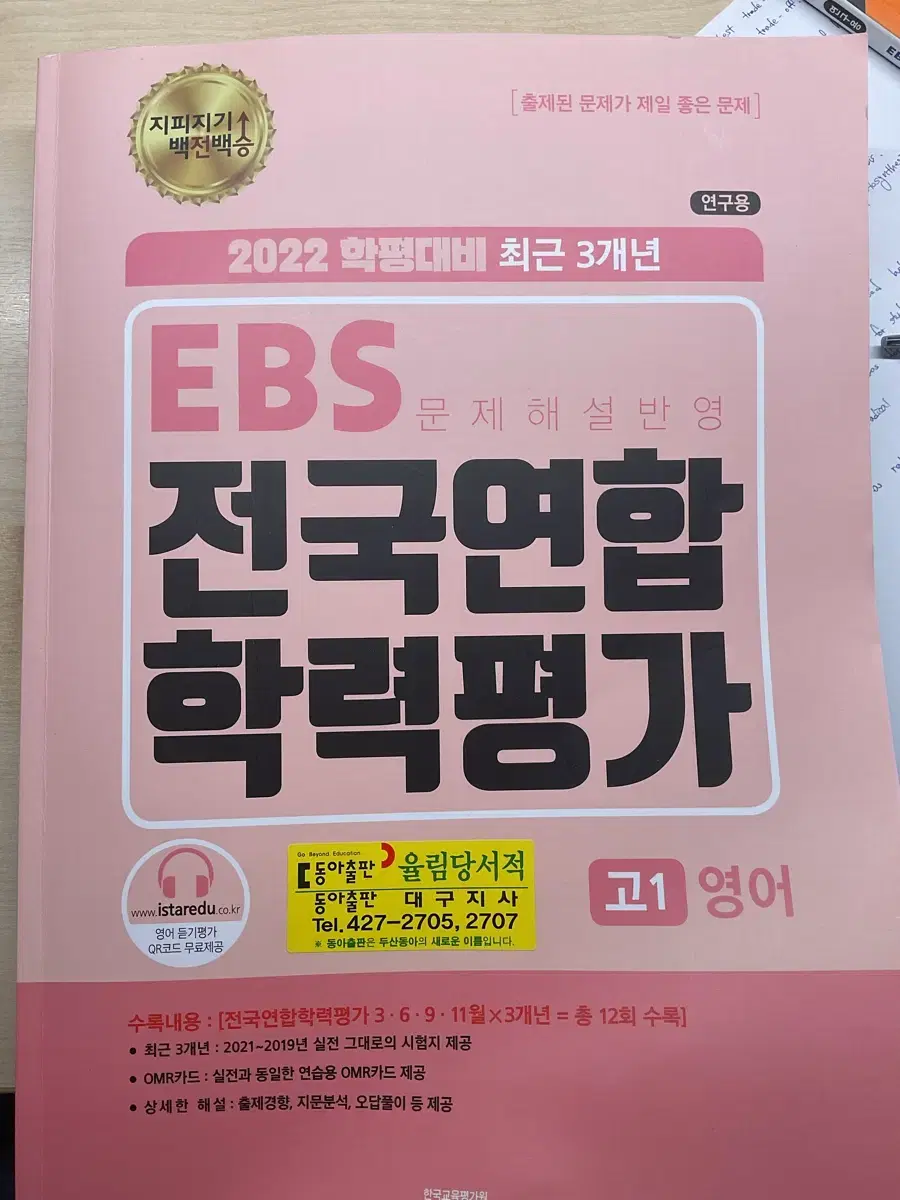 지피지기
백전백승
[출제된 문제가 제일 좋은 문제]
연구용
2022 학평대비 최근 3개년
EBS 문제해설반영
전국연합
학력평가
www.istaredu.co.kr
영어 듣기평가
QR코드 무료제공
Go Beyond Education
동아출판 율림당서적
동아출판 대구지사
Tel. 427-2705, 2707
※ 동아출판은 두산동아의 새로운 이름입니다.
고1 영어
수록내용 : [전국연합학력평가 3·6·9·11월×3개년 = 총 12회 수록]
• 최근 3개년 : 2021~2019년 실전 그대로의 시험지 제공
• OMR카드 : 실전과 동일한 연습용 OMR카드 제공
• 상세한 해설 : 출제경향, 지문분석, 오답풀이 등 제공
한국교육평가원